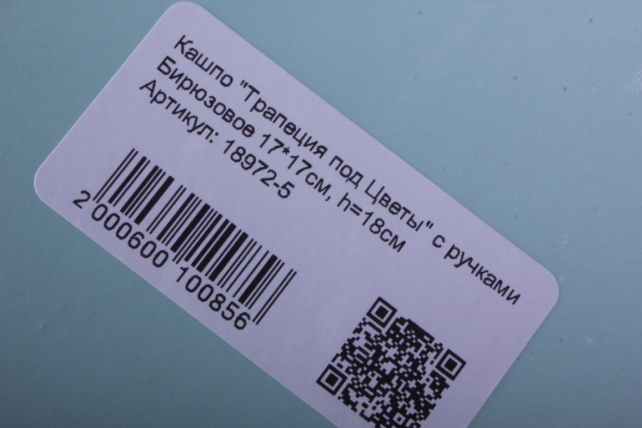 Кашпо "Трапеция под Цветы" с ручками
Бирюзовое 17*17см, h=18см
Артикул: 18972-5
2 000600 100856